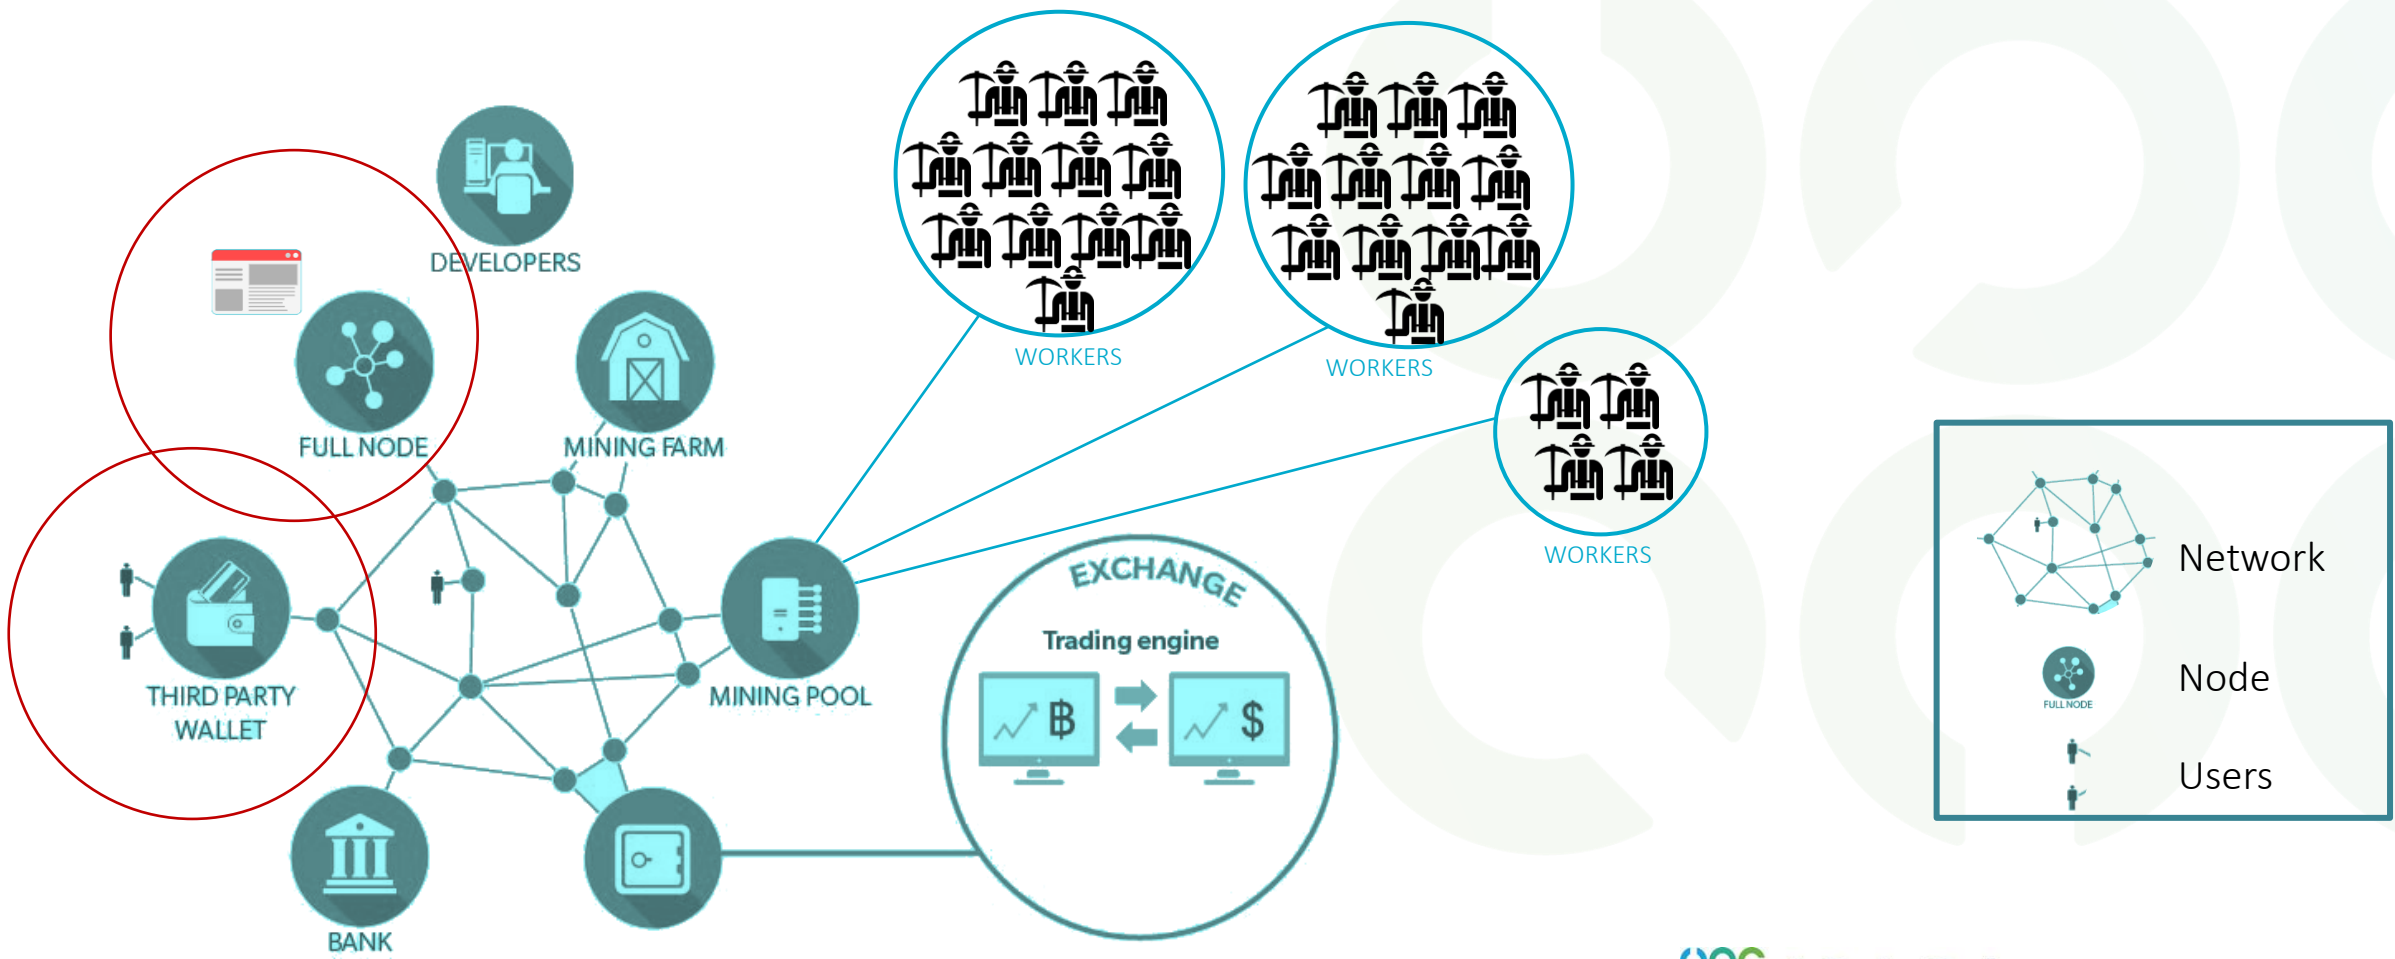 DEVELOPERS
FULL NODE
MINING FARM
WORKERS
WORKERS
WORKERS
THIRD PARTY
WALLET
MINING POOL
BANK
EXCHANGE
Trading engine
฿
$
Network
Node
FULL NODE
Users